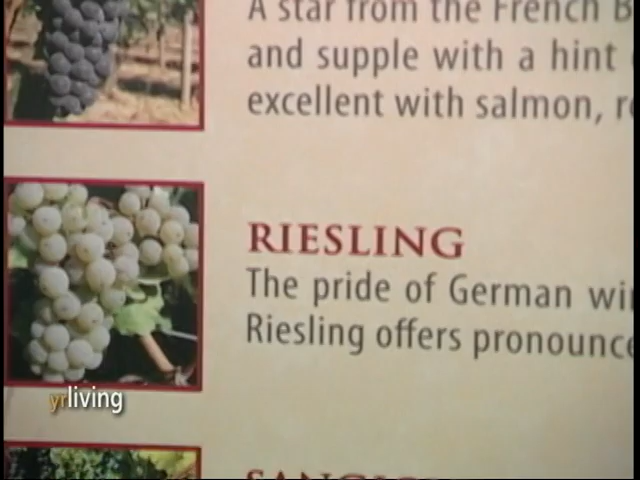 A star from the French
and supple with a hint
excellent with salmon,
RIESLING
The pride of German
Riesling offers
yrliving